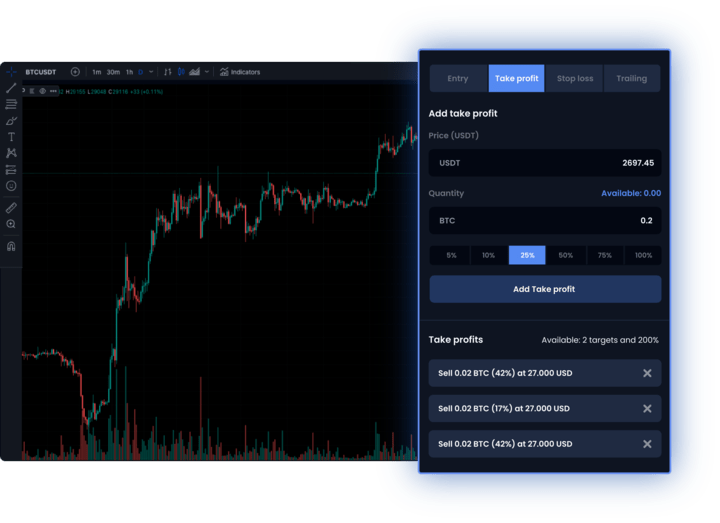 BTCUSDT 1m 30m 1h Indicators
H29155 L29048 C29118 +33 (+0.11%)
Entry Take profit Stop loss Trailing
Add take profit
Price (USDT)
USDT 2697.45
Quantity Available: 0.00
BTC 0.2
5% 10% 25% 50% 75% 100%
Add Take profit
Take profits Available: 2 targets and 200%
Sell 0.02 BTC (42%) at 27.000 USD
Sell 0.02 BTC (17%) at 27.000 USD
Sell 0.02 BTC (42%) at 27.000 USD